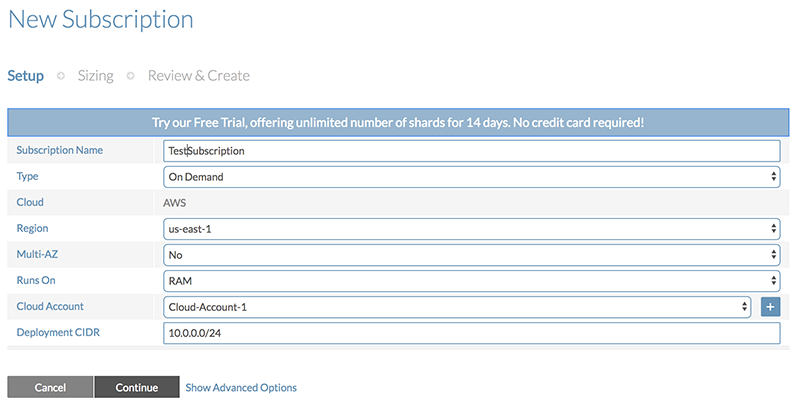 New Subscription
Setup Sizing Review & Create
Try our Free Trial, offering unlimited number of shards for 14 days. No credit card required!
Subscription Name TestSubscription
Type On Demand
Cloud AWS
Region us-east-1
Multi-AZ No
Runs On RAM
Cloud Account Cloud-Account-1 +
Deployment CIDR 10.0.0.0/24
Cancel Continue Show Advanced Options